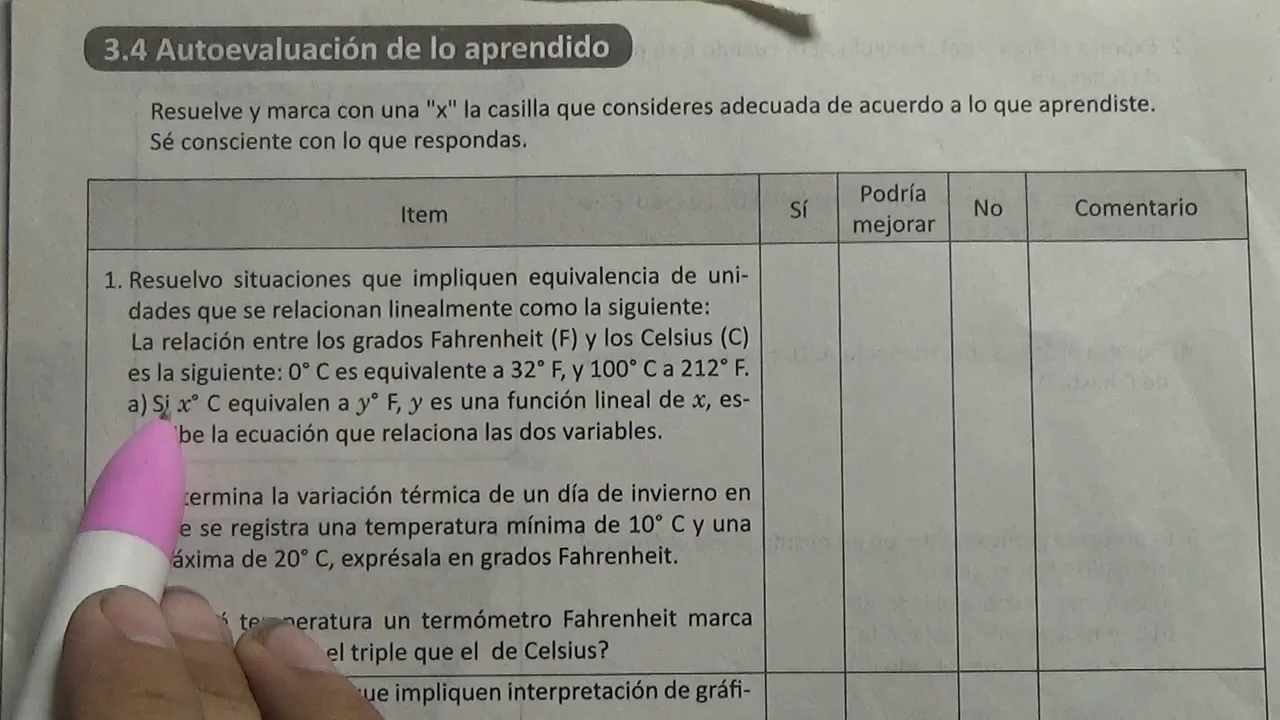 3.4 Autoevaluación de lo aprendido
Resuelve y marca con una "x" la casilla que consideres adecuada de acuerdo a lo que aprendiste.
Sé consciente con lo que respondas.
Item
Sí
Podría
mejorar
No
Comentario
1. Resuelvo situaciones que impliquen equivalencia de uni-
dades que se relacionan linealmente como la siguiente:
La relación entre los grados Fahrenheit (F) y los Celsius (C)
es la siguiente: 0° C es equivalente a 32° F, y 100° C a 212° F.
a) Si x° C equivalen a y° F, y es una función lineal de x, es-
be la ecuación que relaciona las dos variables.
termina la variación térmica de un día de invierno en
e se registra una temperatura mínima de 10° C y una
áxima de 20° C, exprésala en grados Fahrenheit.
temperatura un termómetro Fahrenheit marca
el triple que el de Celsius?
ue impliquen interpretación de gráfi-